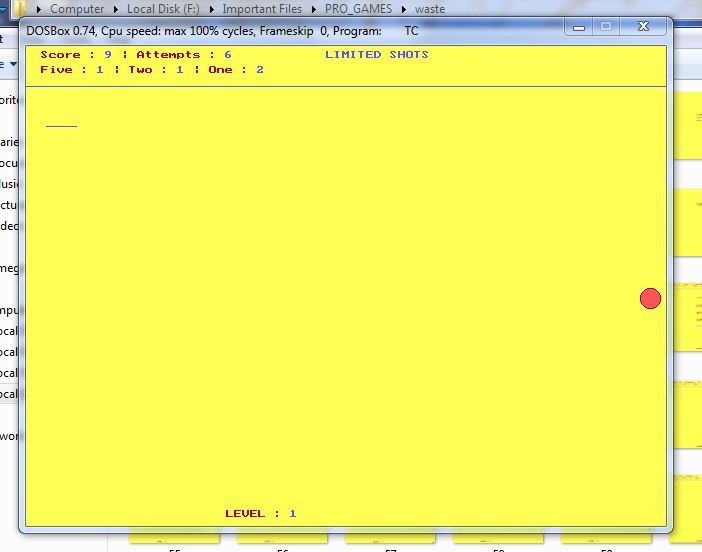 Computer Local Disk (F:) Important Files PRO_GAMES waste
DOSBox 0.74, Cpu speed: max 100% cycles, Frameskip 0, Program: TC
Score : 9 ¦ Attempts : 6 LIMITED SHOTS
Five : 1 ¦ Two : 1 ¦ One : 2
LEVEL : 1